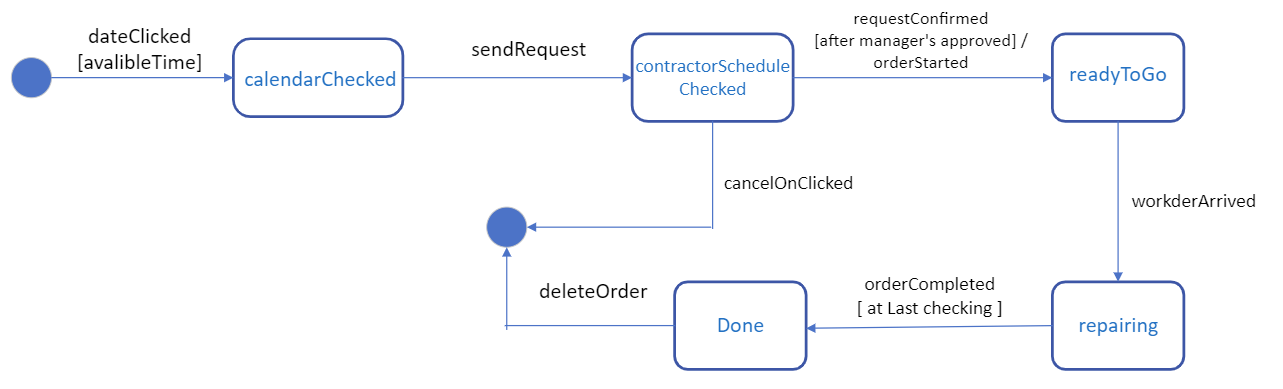 dateClicked
[avalibleTime]
calendarChecked
sendRequest
contractorSchedule
Checked
requestConfirmed
[after manager's approved] /
orderStarted
readyToGo
cancelOnClicked
workderArrived
deleteOrder
Done
orderCompleted
[ at Last checking ]
repairing